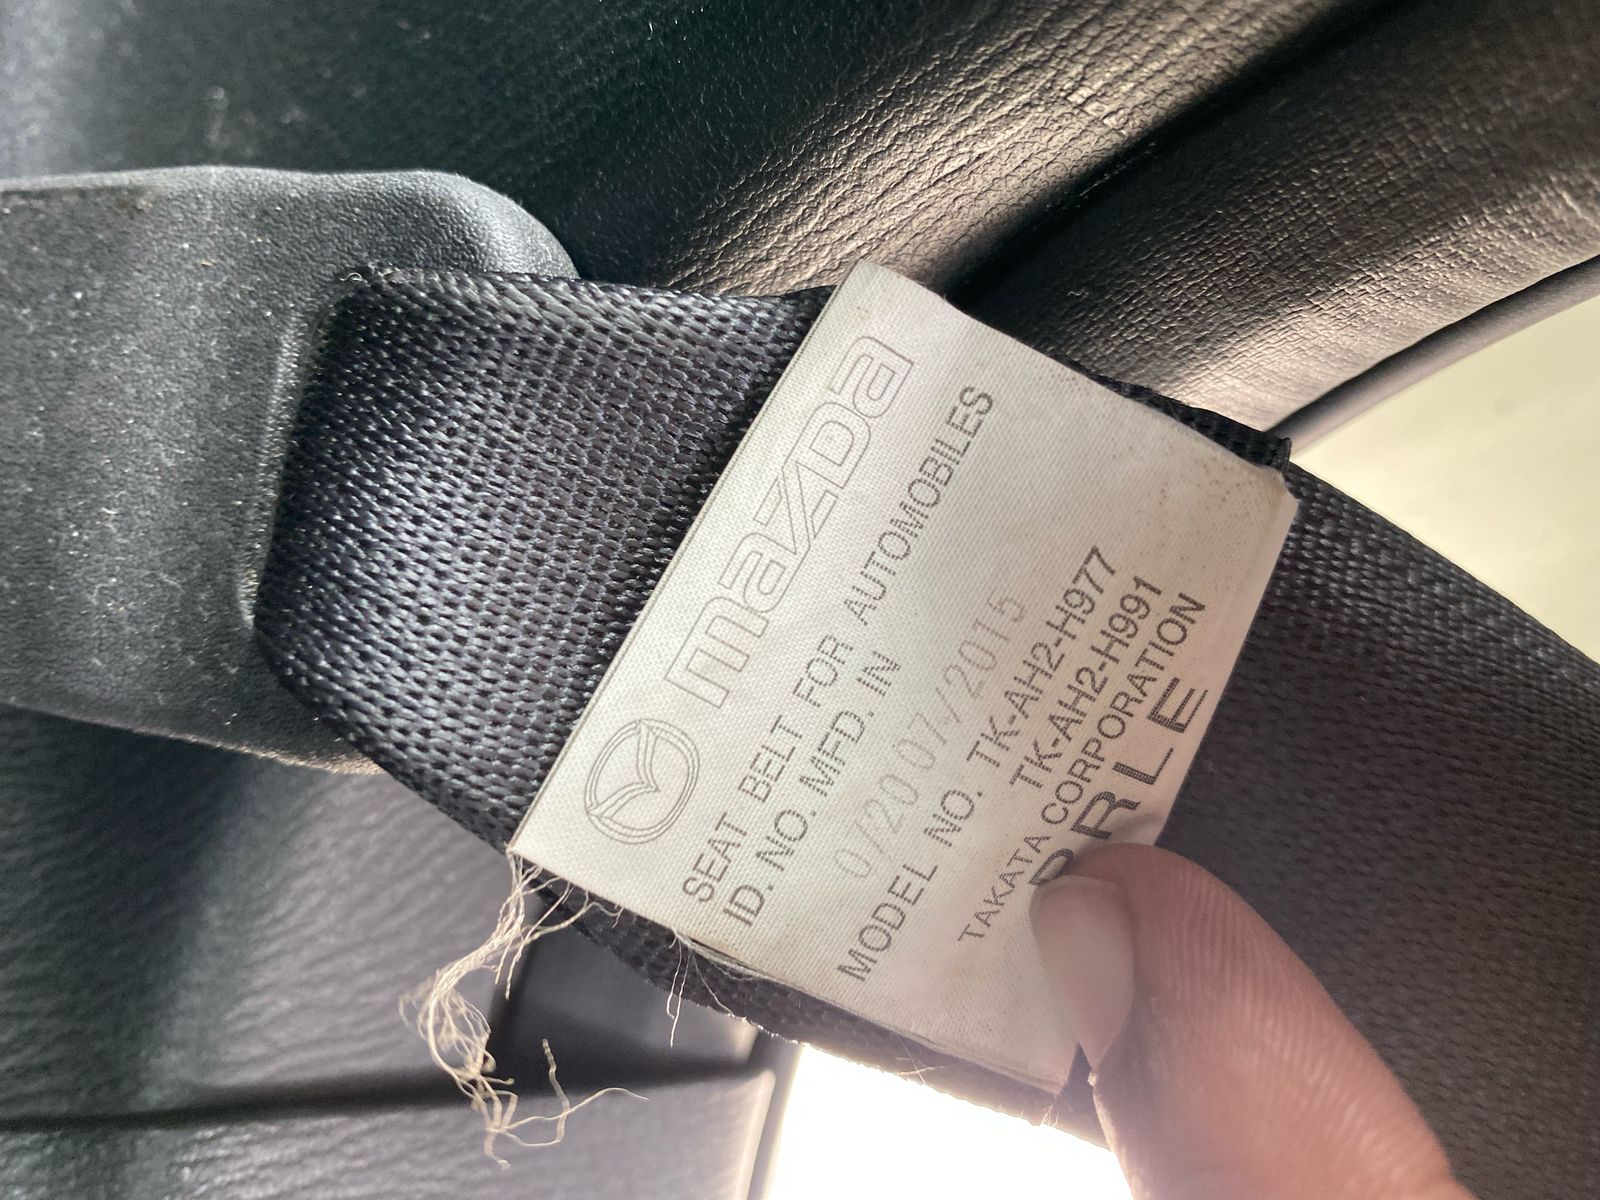 mazda
SEAT BELT FOR AUTOMOBILES
ID. NO. MFD. IN
07/2015
MODEL NO. TK-AH2-H977
TK-AH2-H991
TAKATA CORPORATION
RLE